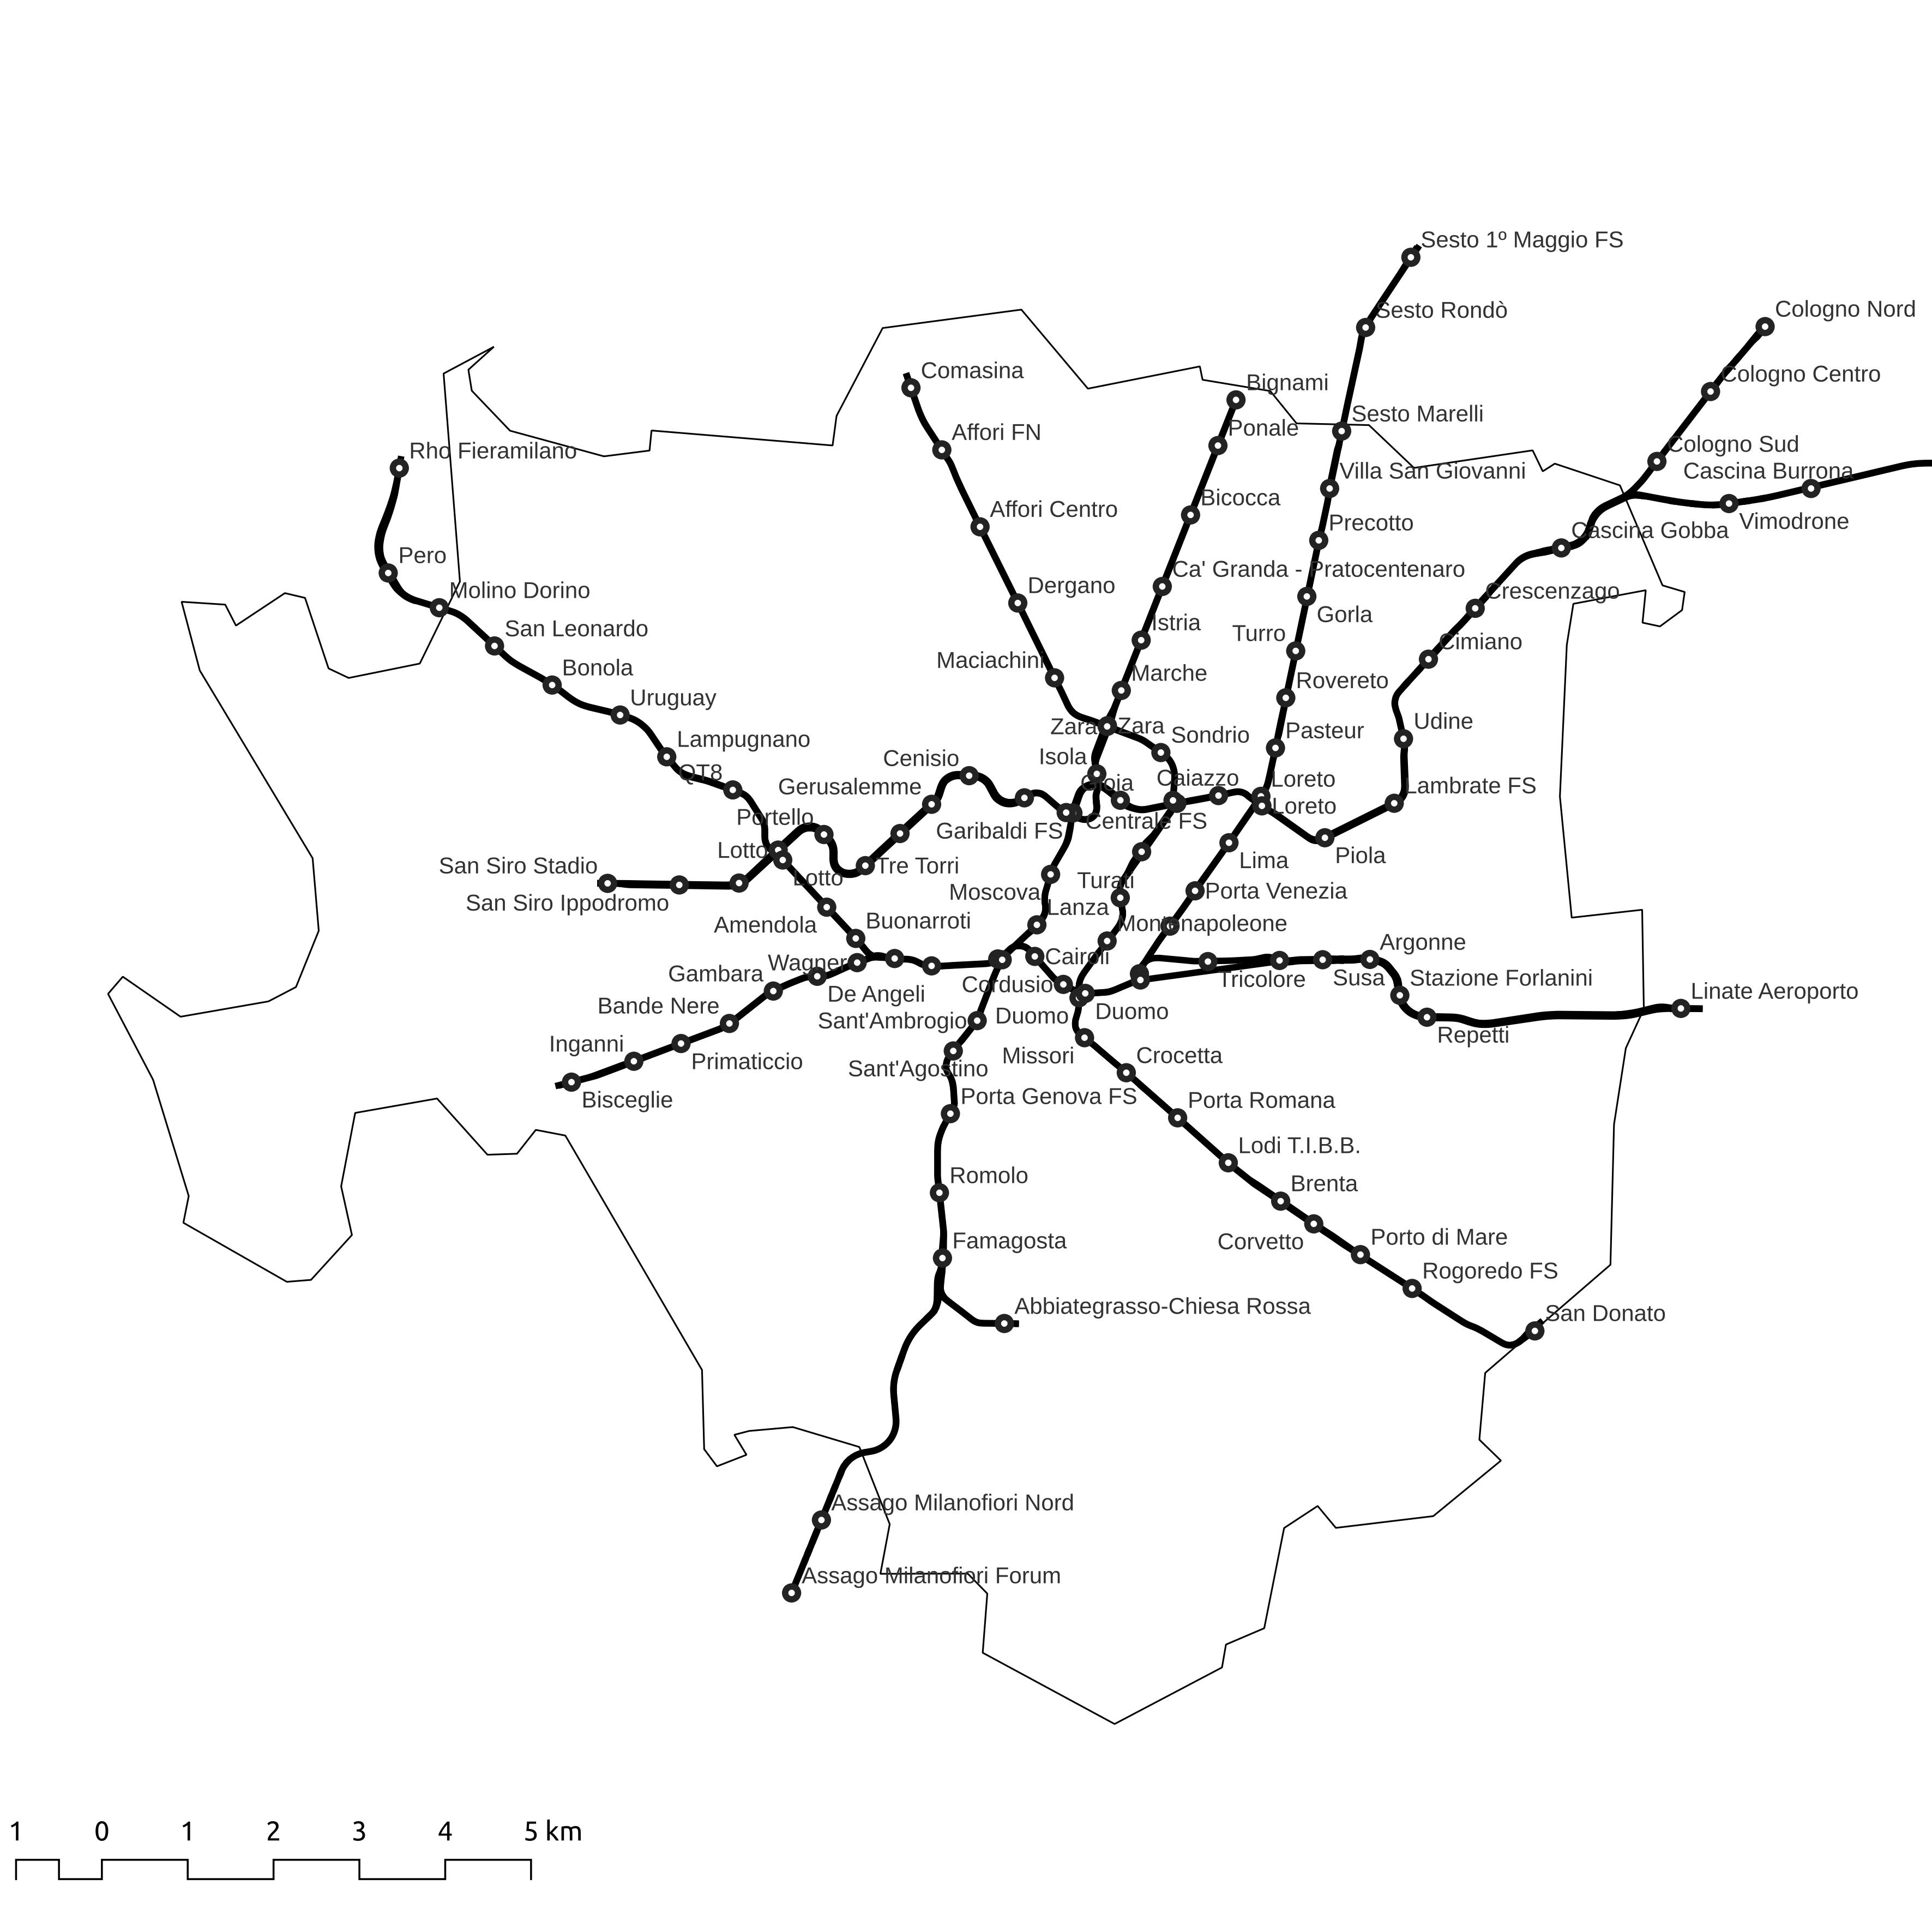 Sesto 1º Maggio FS
Sesto Rondò
Cologno Nord
Comasina
Bignami
Cologno Centro
Sesto Marelli
Affori FN
Ponale
Cologno Sud
Rho Fieramilano
Villa San Giovanni
Cascina Burrona
Bicocca
Affori Centro
Precotto
Vimodrone
Cascina Gobba
Pero
Ca' Granda - Pratocentenaro
Molino Dorino
Dergano
Crescenzago
Gorla
San Leonardo
Istria
Turro
Cimiano
Bonola
Maciachini
Marche
Rovereto
Uruguay
Zara
Zara
Sondrio
Pasteur
Udine
Lampugnano
Cenisio
Isola
QT8
Gerusalemme
Gioia
Caiazzo
Loreto
Lambrate FS
Portello
Garibaldi FS
Centrale FS
Loreto
Lotto
Piola
San Siro Stadio
Tre Torri
Lima
Lotto
Turati
San Siro Ippodromo
Moscova
Porta Venezia
Lanza
Amendola
Buonarroti
Montenapoleone
Argonne
Wagner
Cairoli
Gambara
Cordusio
Tricolore
Susa
Stazione Forlanini
De Angeli
Linate Aeroporto
Bande Nere
Sant'Ambrogio
Duomo
Duomo
Repetti
Inganni
Primaticcio
Missori
Crocetta
Sant'Agostino
Bisceglie
Porta Genova FS
Porta Romana
Lodi T.I.B.B.
Romolo
Brenta
Famagosta
Corvetto
Porto di Mare
Rogoredo FS
Abbiategrasso-Chiesa Rossa
San Donato
Assago Milanofiori Nord
Assago Milanofiori Forum
1 0 1 2 3 4 5 km